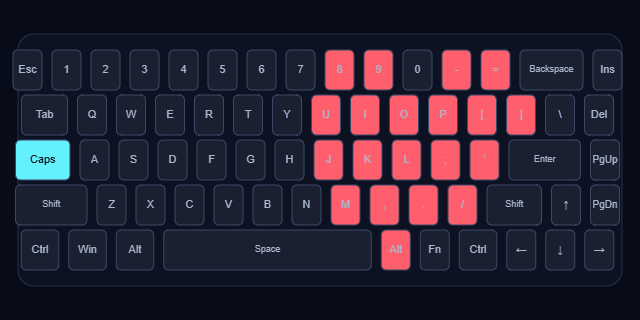 Esc 1 2 3 4 5 6 7 8 9 0 - = Backspace Ins
Tab Q W E R T Y U I O P [ ] \ Del
Caps A S D F G H J K L ; ' Enter PgUp
Shift Z X C V B N M , . / Shift ↑ PgDn
Ctrl Win Alt Space Alt Fn Ctrl ← ↓ →